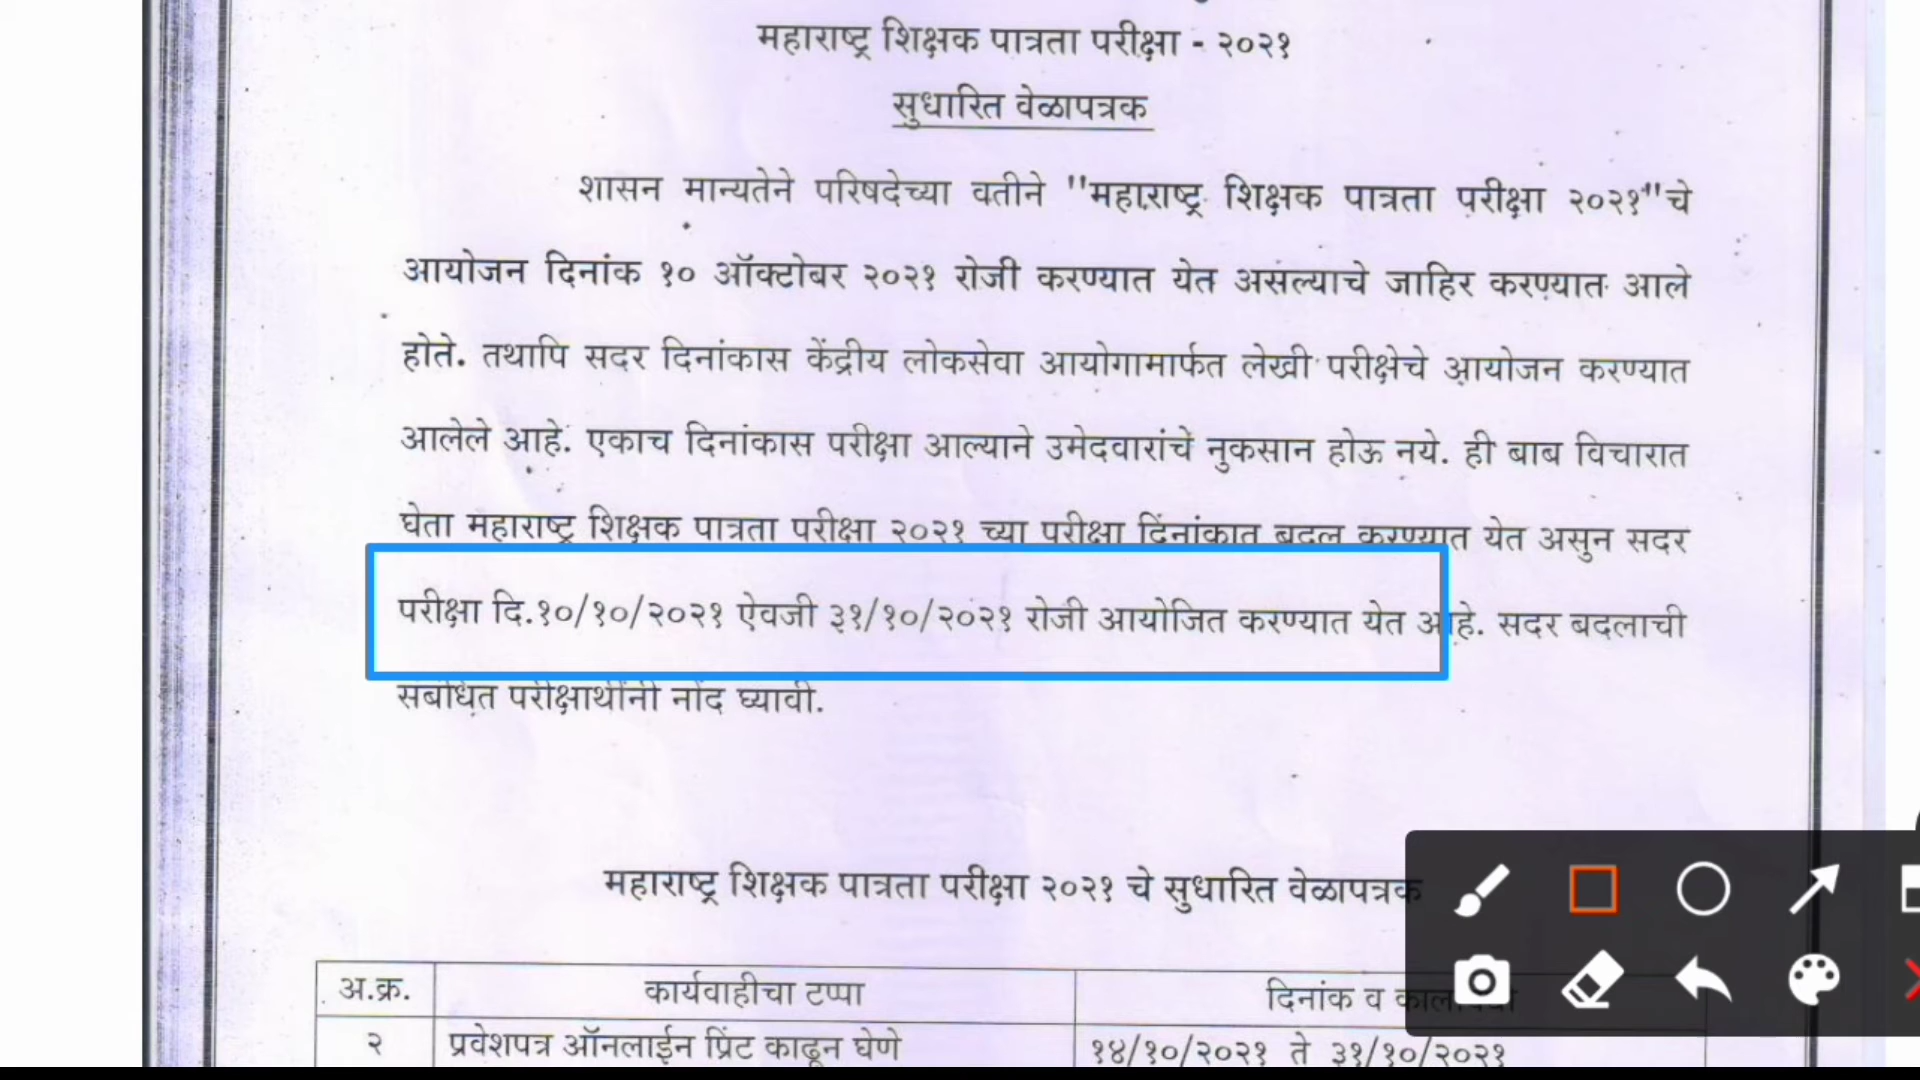 महाराष्ट्र शिक्षक पात्रता परीक्षा - २०२१
सुधारित वेळापत्रक
शासन मान्यतेने परिषदेच्या वतीने "महाराष्ट्र शिक्षक पात्रता परीक्षा २०२१" चे
आयोजन दिनांक १० ऑक्टोबर २०२१ रोजी करण्यात येत असल्याचे जाहिर करण्यात आले
होते. तथापि सदर दिनांकास केंद्रीय लोकसेवा आयोगामार्फत लेखी परीक्षेचे आयोजन करण्यात
आलेले आहे. एकाच दिनांकास परीक्षा आल्याने उमेदवारांचे नुकसान होऊ नये. ही बाब विचारात
घेता महाराष्ट्र शिक्षक पात्रता परीक्षा २०२१ च्या परीक्षा दिनांकात बदल करण्यात येत असुन सदर
परीक्षा दि.१०/१०/२०२१ ऐवजी ३१/१०/२०२१ रोजी आयोजित करण्यात येत आहे. सदर बदलाची
संबंधित परीक्षार्थींनी नोंद घ्यावी.
महाराष्ट्र शिक्षक पात्रता परीक्षा २०२१ चे सुधारित वेळापत्रक
अ.क्र. कार्यवाहीचा टप्पा दिनांक व
२ प्रवेशपत्र ऑनलाईन प्रिंट काढून घेणे १४/१०/२०२१ ते ३१/१०/२०२१